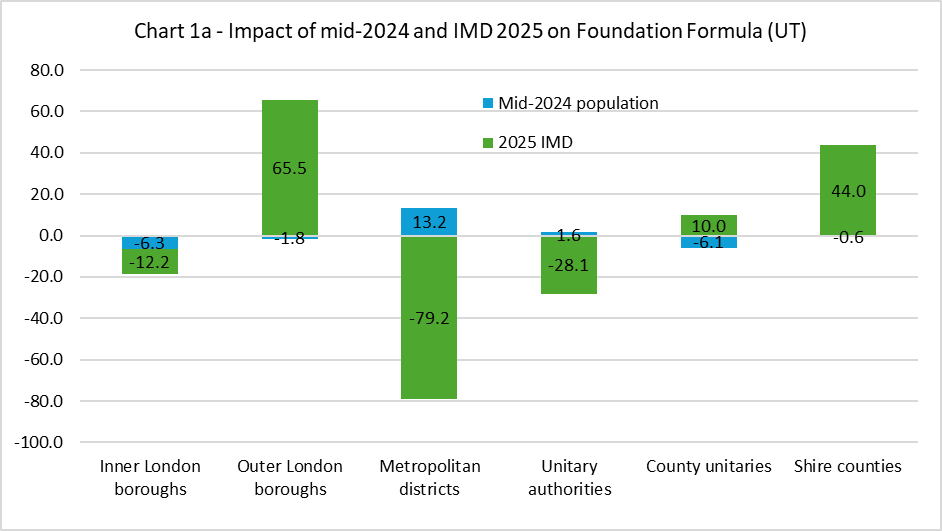 Chart 1a - Impact of mid-2024 and IMD 2025 on Foundation Formula (UT)
80.0
60.0
40.0
20.0
0.0
-20.0
-40.0
-60.0
-80.0
-100.0
Mid-2024 population
2025 IMD
-6.3
-12.2
65.5
-1.8
13.2
-79.2
1.6
-28.1
10.0
-6.1
44.0
-0.6
Inner London
boroughs
Outer London
boroughs
Metropolitan
districts
Unitary
authorities
County unitaries
Shire counties